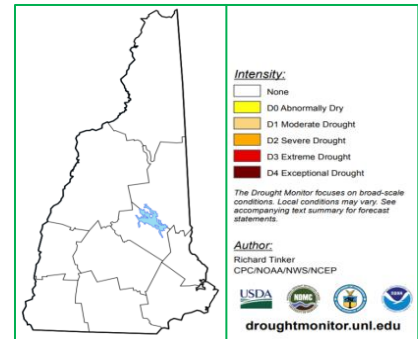 Intensity:
None
D0 Abnormally Dry
D1 Moderate Drought
D2 Severe Drought
D3 Extreme Drought
D4 Exceptional Drought
The Drought Monitor focuses on broad-scale
conditions. Local conditions may vary. See
accompanying text summary for forecast
statements.
Author:
Richard Tinker
CPC/NOAA/NWS/NCEP
USDA
NDMC
droughtmonitor.unl.edu